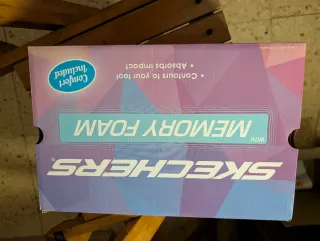 SKECHERS®
WITH MEMORY FOAM
• Contours to your foot
• Absorbs impact
Comfort
Included